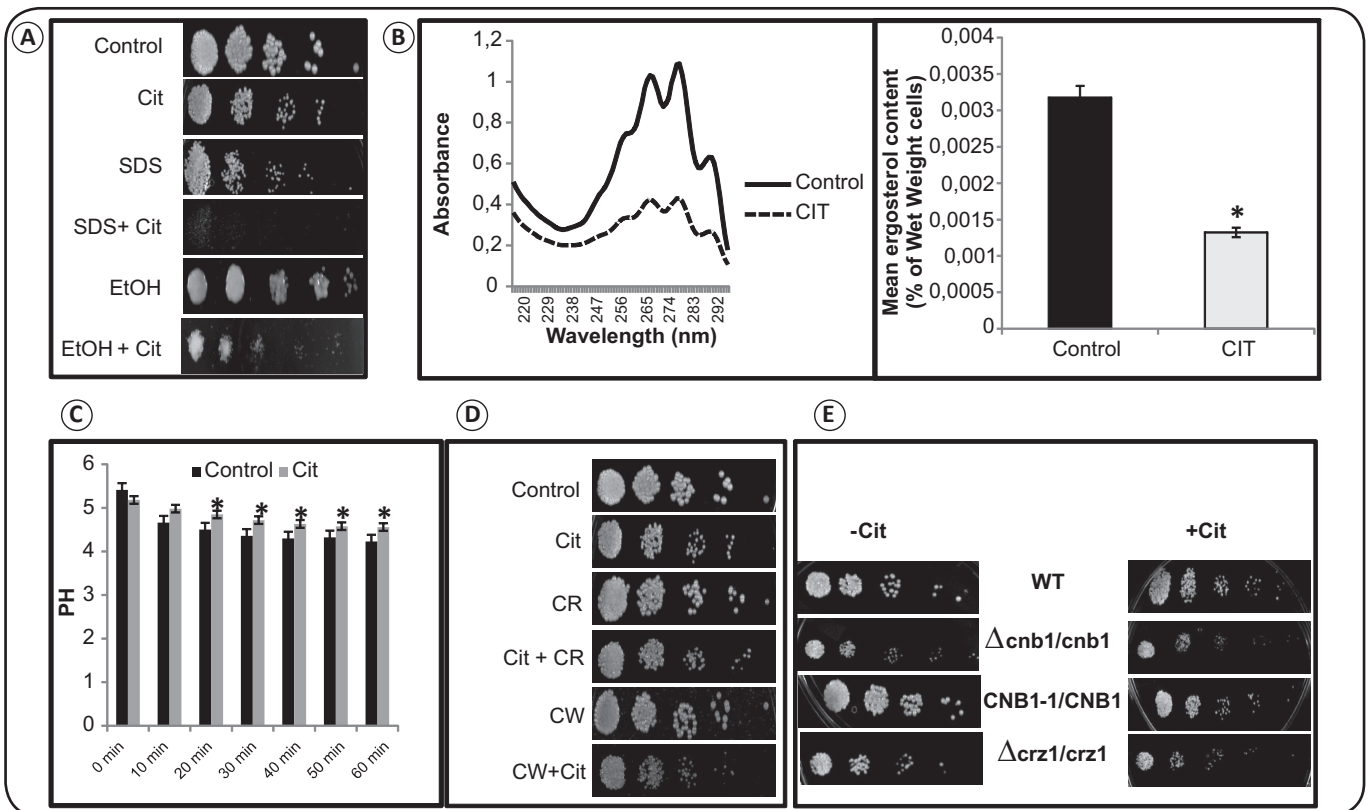 A
Control
Cit
SDS
SDS+ Cit
EtOH
EtOH + Cit
B
1,2
1
0,8
0,6
0,4
0,2
0
Absorbance
220
229
238
247
256
265
274
283
292
Wavelength (nm)
Control
CIT
Mean ergosterol content
(% of Wet Weight cells)
0,004
0,0035
0,003
0,0025
0,002
0,0015
0,001
0,0005
0
*
Control
CIT
C
PH
6
5
4
3
2
1
0
Control
Cit
* * * * *
0 min
10 min
20 min
30 min
40 min
50 min
60 min
D
Control
Cit
CR
Cit + CR
CW
CW+Cit
E
-Cit
+Cit
WT
Δcnb1/cnb1
CNB1-1/CNB1
Δcrz1/crz1